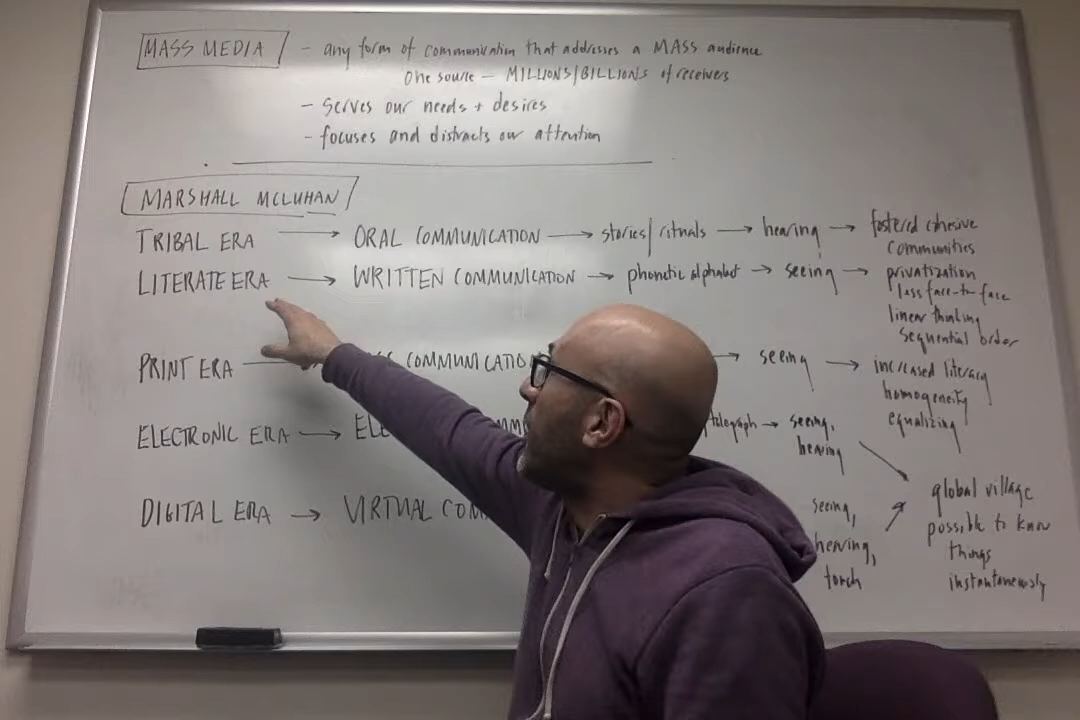 MASS MEDIA - any form of communication that addresses a MASS audience
One source - MILLIONS/BILLIONS of receivers
- serves our needs + desires
- focuses and distracts our attention
MARSHALL MCLUHAN
TRIBAL ERA → ORAL COMMUNICATION → stories/rituals → hearing → fostered cohesive
communities
LITERATE ERA → WRITTEN COMMUNICATION → phonetic alphabet → seeing → privatization
less face-to-face
linear thinking
sequential order
PRINT ERA COMMUNICATIO → seeing → increased literacy
homogeneity
equalizing
ELECTRONIC ERA → ELE → seeing,
hearing
DIGITAL ERA → VIRTUAL COM seeing,
hearing,
torch
global village
possible to know
things
instantaneously